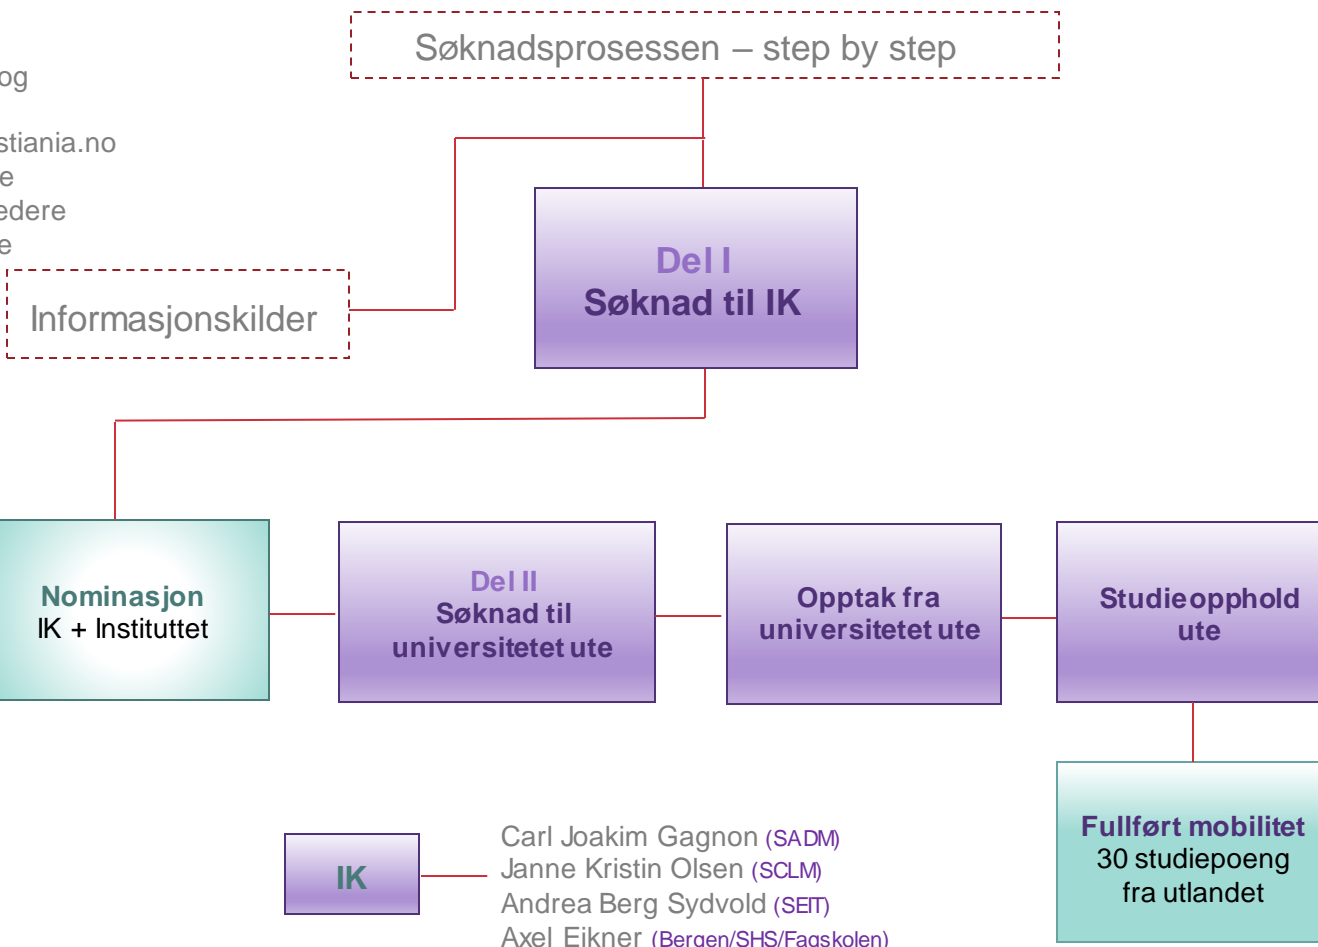 Søknadsprosessen – step by step
og
stiania.no
e
edere
e
Informasjonskilder
Del I
Søknad til IK
Nominasjon
IK + Instituttet
Del II
Søknad til
universitetet ute
Opptak fra
universitetet ute
Studieopphold
ute
Fullført mobilitet
30 studiepoeng
fra utlandet
IK
Carl Joakim Gagnon (SADM)
Janne Kristin Olsen (SCLM)
Andrea Berg Sydvold (SEIT)
Axel Eikner (Bergen/SHS/Fagskolen)